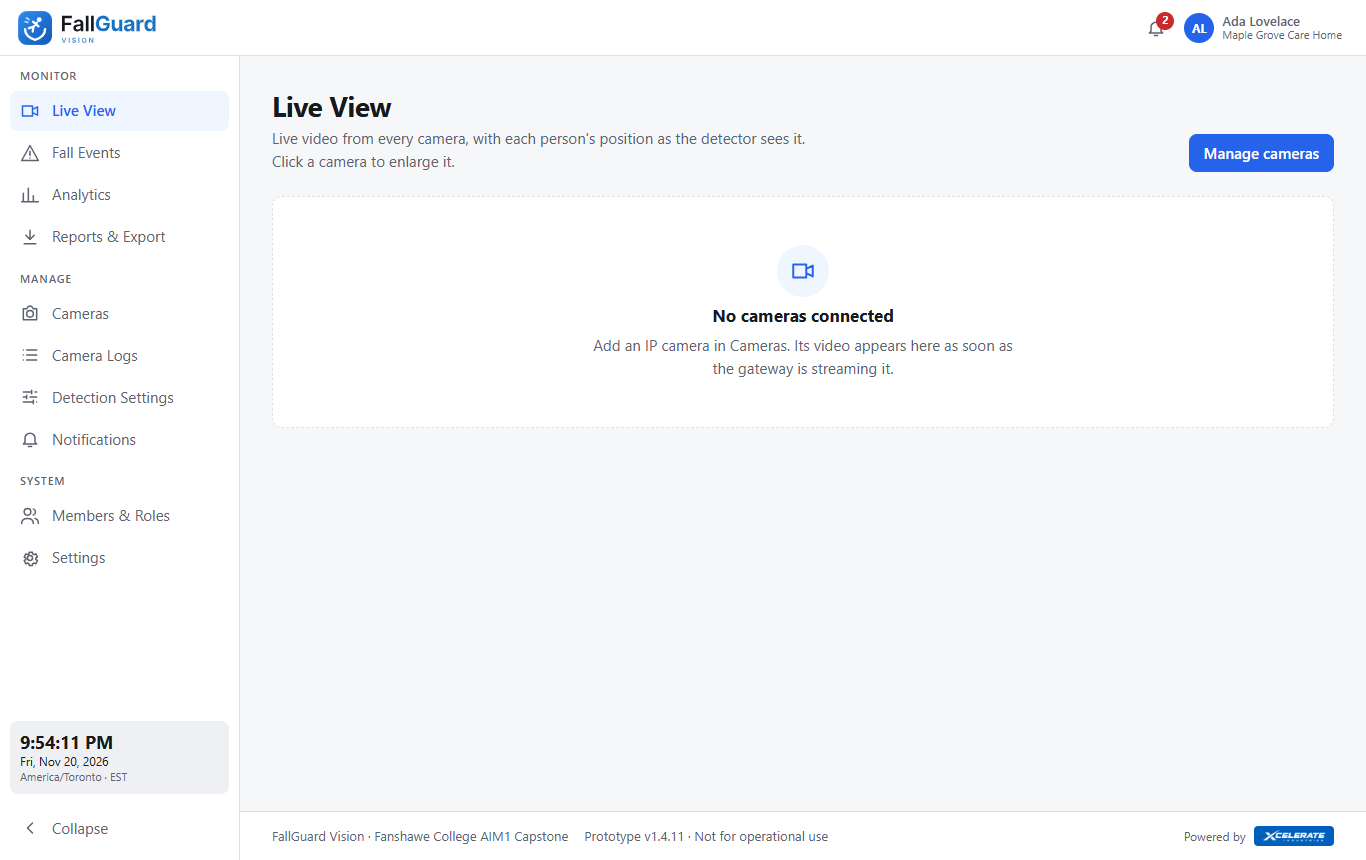 FallGuard
VISION
2
AL
Ada Lovelace
Maple Grove Care Home
MONITOR
Live View
Fall Events
Analytics
Reports & Export
MANAGE
Cameras
Camera Logs
Detection Settings
Notifications
SYSTEM
Members & Roles
Settings
9:54:11 PM
Fri, Nov 20, 2026
America/Toronto · EST
Collapse
Live View
Live video from every camera, with each person's position as the detector sees it.
Click a camera to enlarge it.
Manage cameras
No cameras connected
Add an IP camera in Cameras. Its video appears here as soon as
the gateway is streaming it.
FallGuard Vision · Fanshawe College AIM1 Capstone Prototype v1.4.11 · Not for operational use
Powered by
XCELERATE
INDUSTRIES